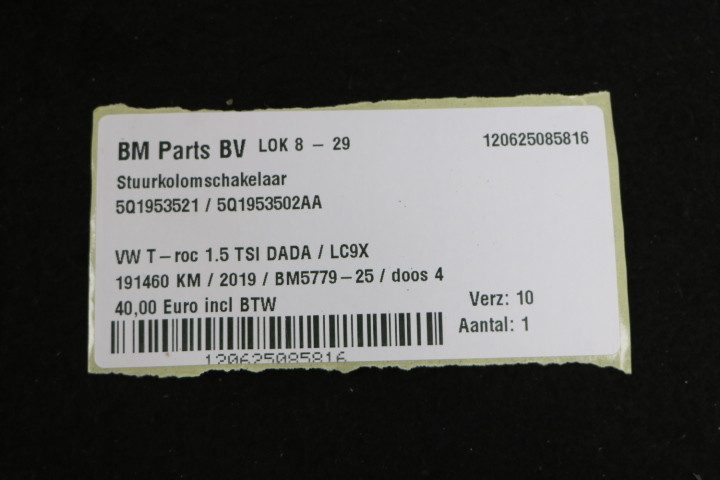 BM Parts BV LOK 8 - 29 120625085816
Stuurkolomschakelaar
5Q1953521 / 5Q1953502AA
VW T-roc 1.5 TSI DADA / LC9X
191460 KM / 2019 / BM5779-25 / doos 4
40,00 Euro incl BTW Verz: 10
Aantal: 1
120625085816